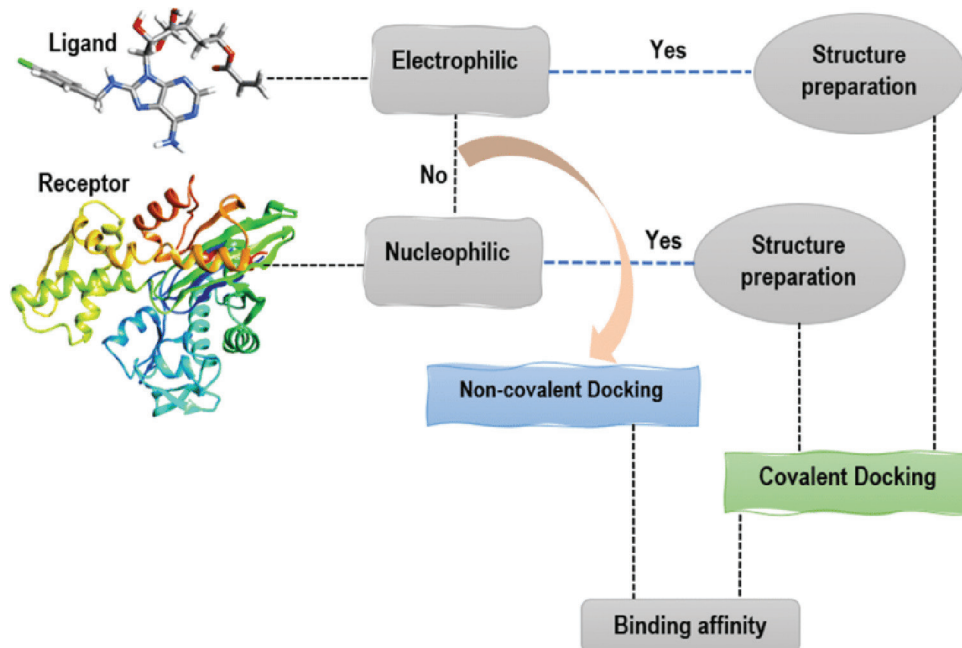 Ligand
Electrophilic
Yes
Structure
preparation
No
Receptor
Nucleophilic
Yes
Structure
preparation
Non-covalent Docking
Covalent Docking
Binding affinity